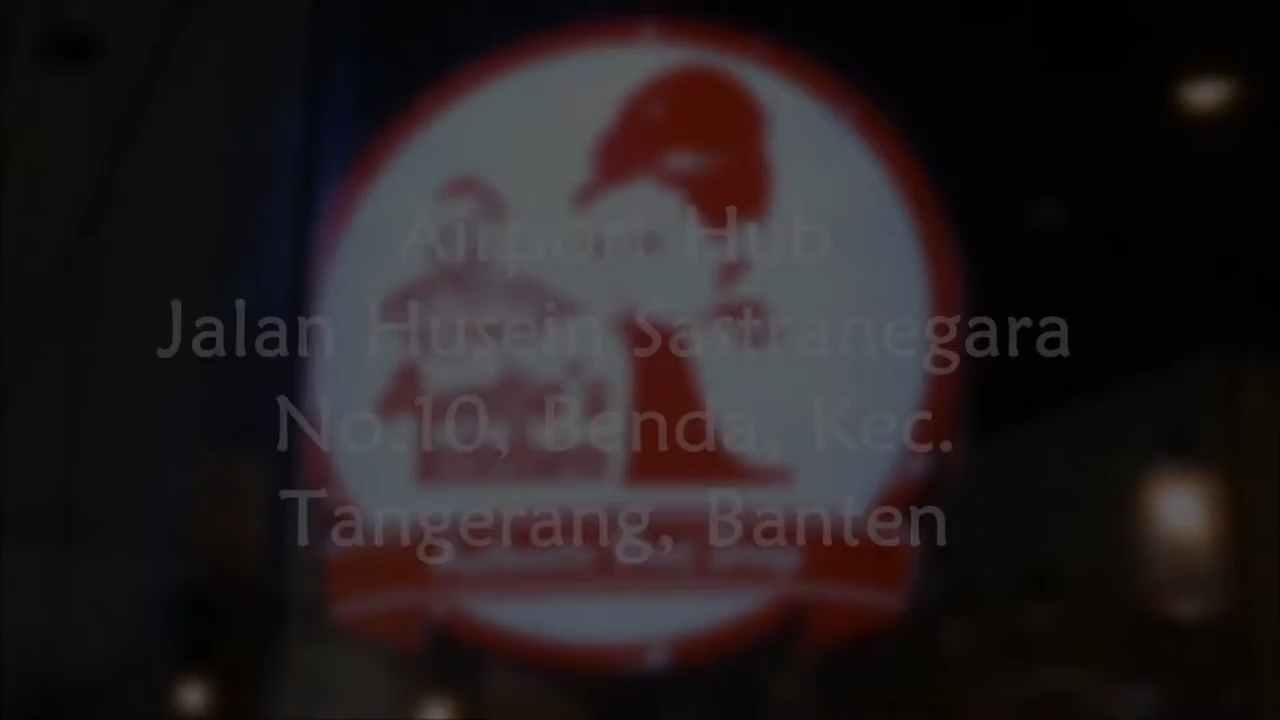 Airport Hub
Jalan Husein Sastranegara
No.10, Benda, Kec.
Tangerang, Banten